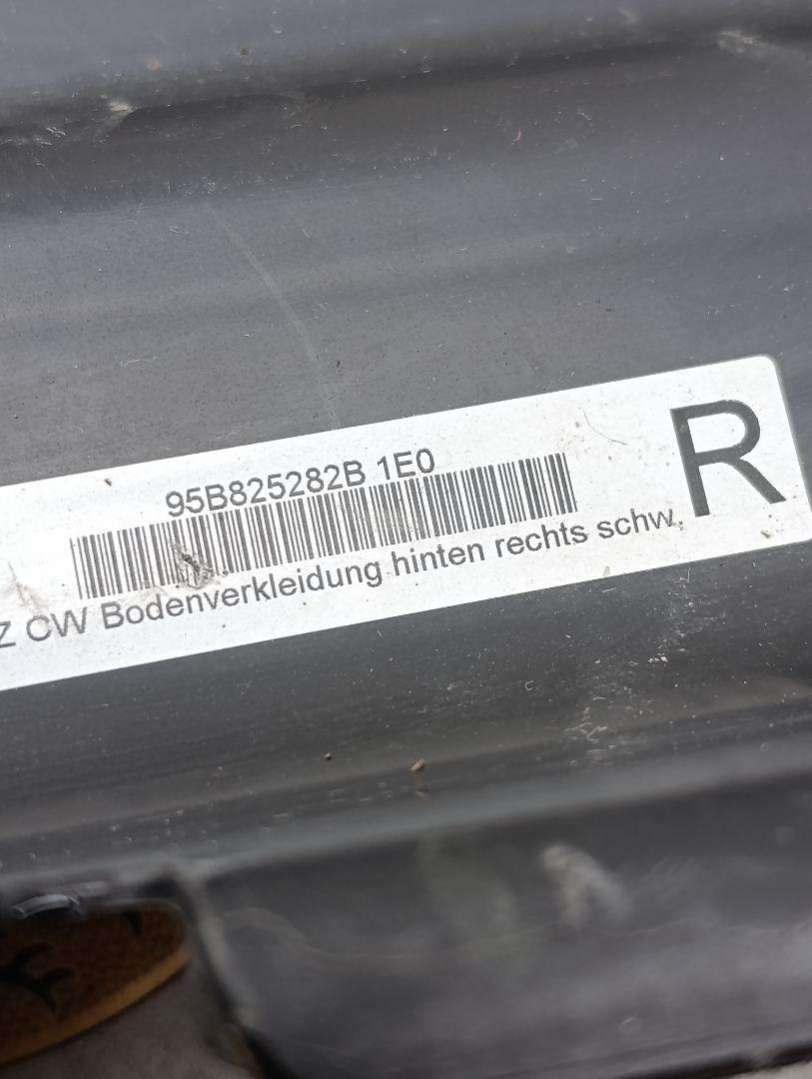 95B825282B 1E0
R
Z CW Bodenverkleidung hinten rechts schw.